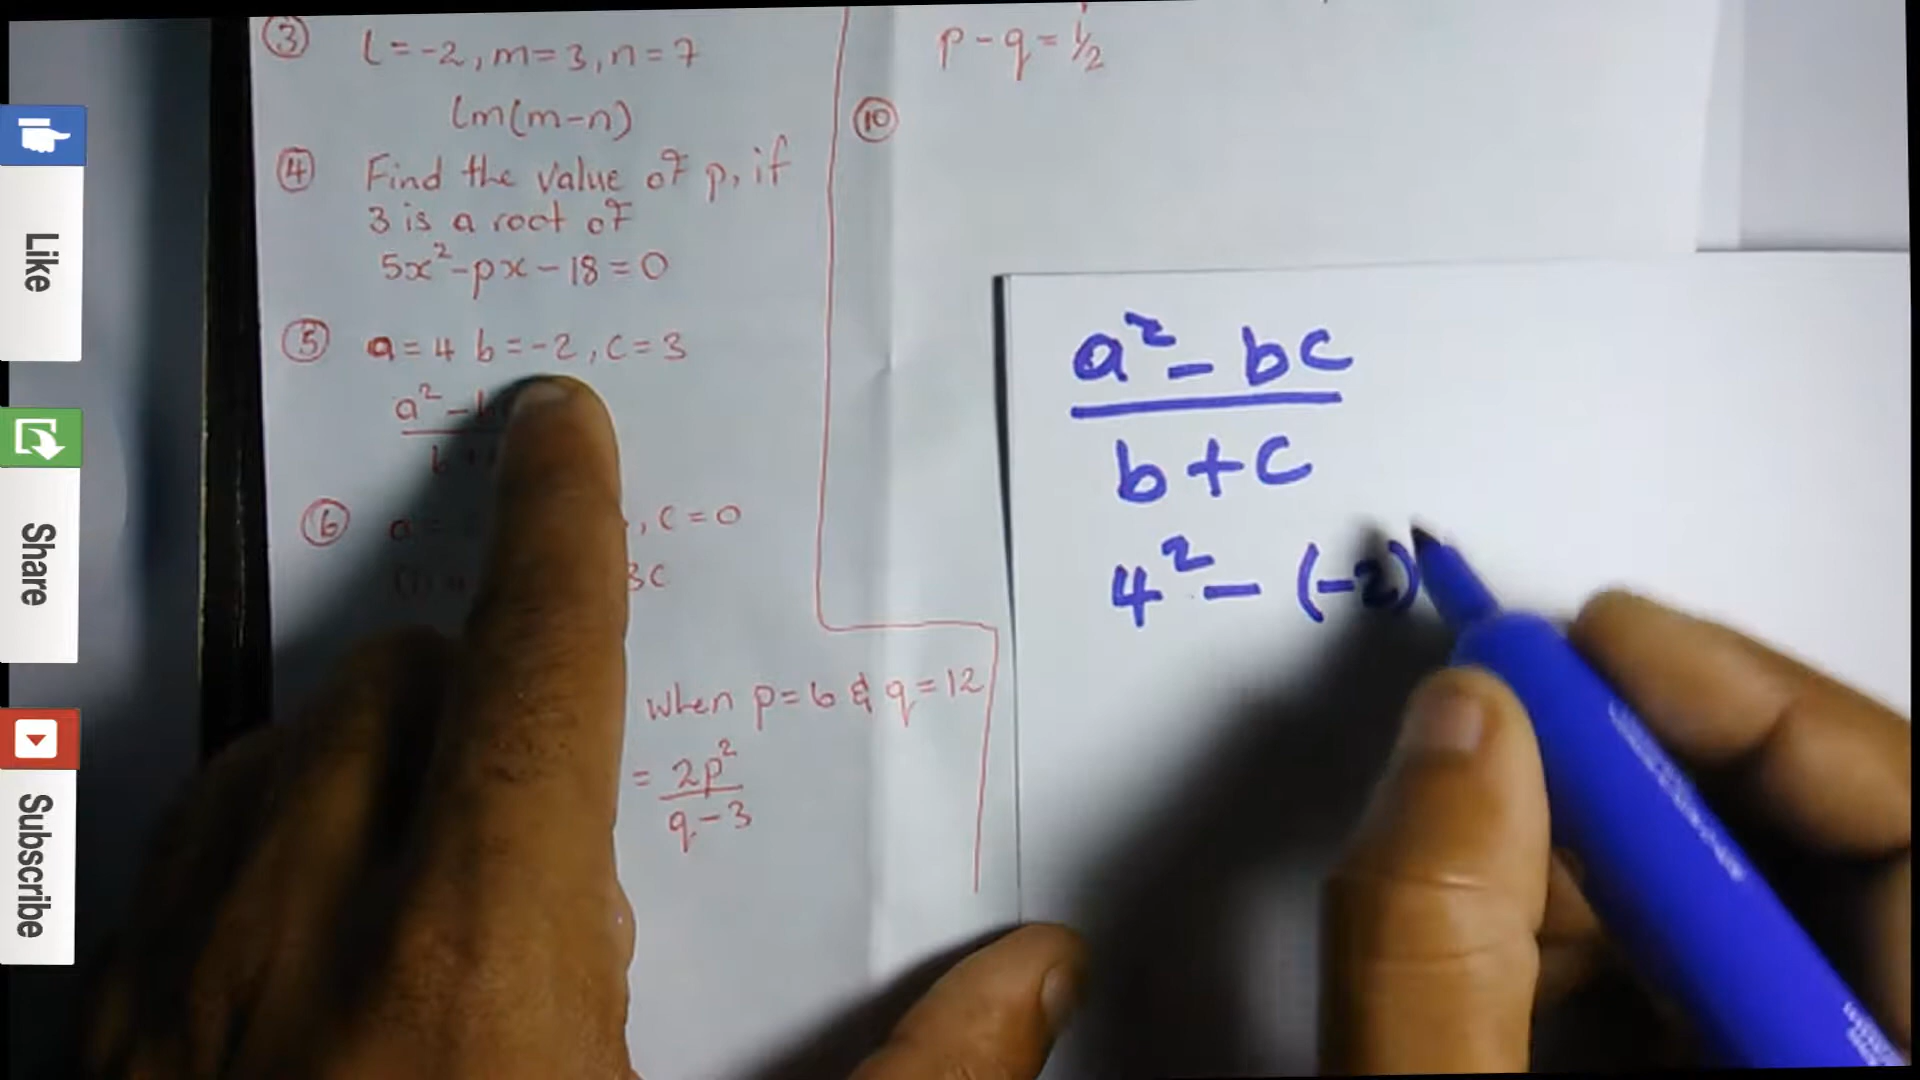 Like
Share
Subscribe
③ l = -2, m = 3, n = 7
lm(m-n)
④ Find the value of p, if
3 is a root of
5x² - px - 18 = 0
⑤ a = 4 b = -2, c = 3
a² - b
b +
⑥ a = , c = 0
3C
when p = 6 & q = 12
= 2p²
q - 3
p - q = 1/2
⑩
a² - bc
b + c
4² - (-2)